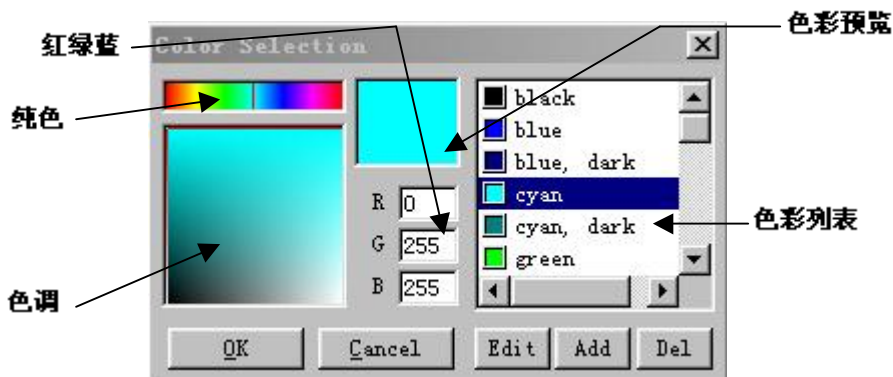 色彩预览
红绿蓝
Color Selection
纯色
black
blue
blue, dark
cyan
cyan, dark
green
R 0
G 255
B 255
色彩列表
色调
OK
Cancel
Edit
Add
Del